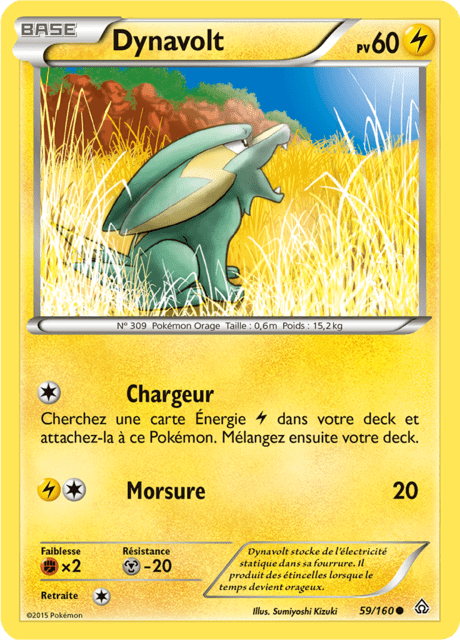 BASE
Dynavolt
PV60
N° 309 Pokémon Orage Taille : 0,6m Poids : 15,2kg
Chargeur
Cherchez une carte Énergie dans votre deck et
attachez-la à ce Pokémon. Mélangez ensuite votre deck.
Morsure 20
Faiblesse
×2
Résistance
-20
Retraite
Dynavolt stocke de l'électricité
statique dans sa fourrure. Il
produit des étincelles lorsque le
temps devient orageux.
©2015 Pokémon
Illus. Sumiyoshi Kizuki
59/160